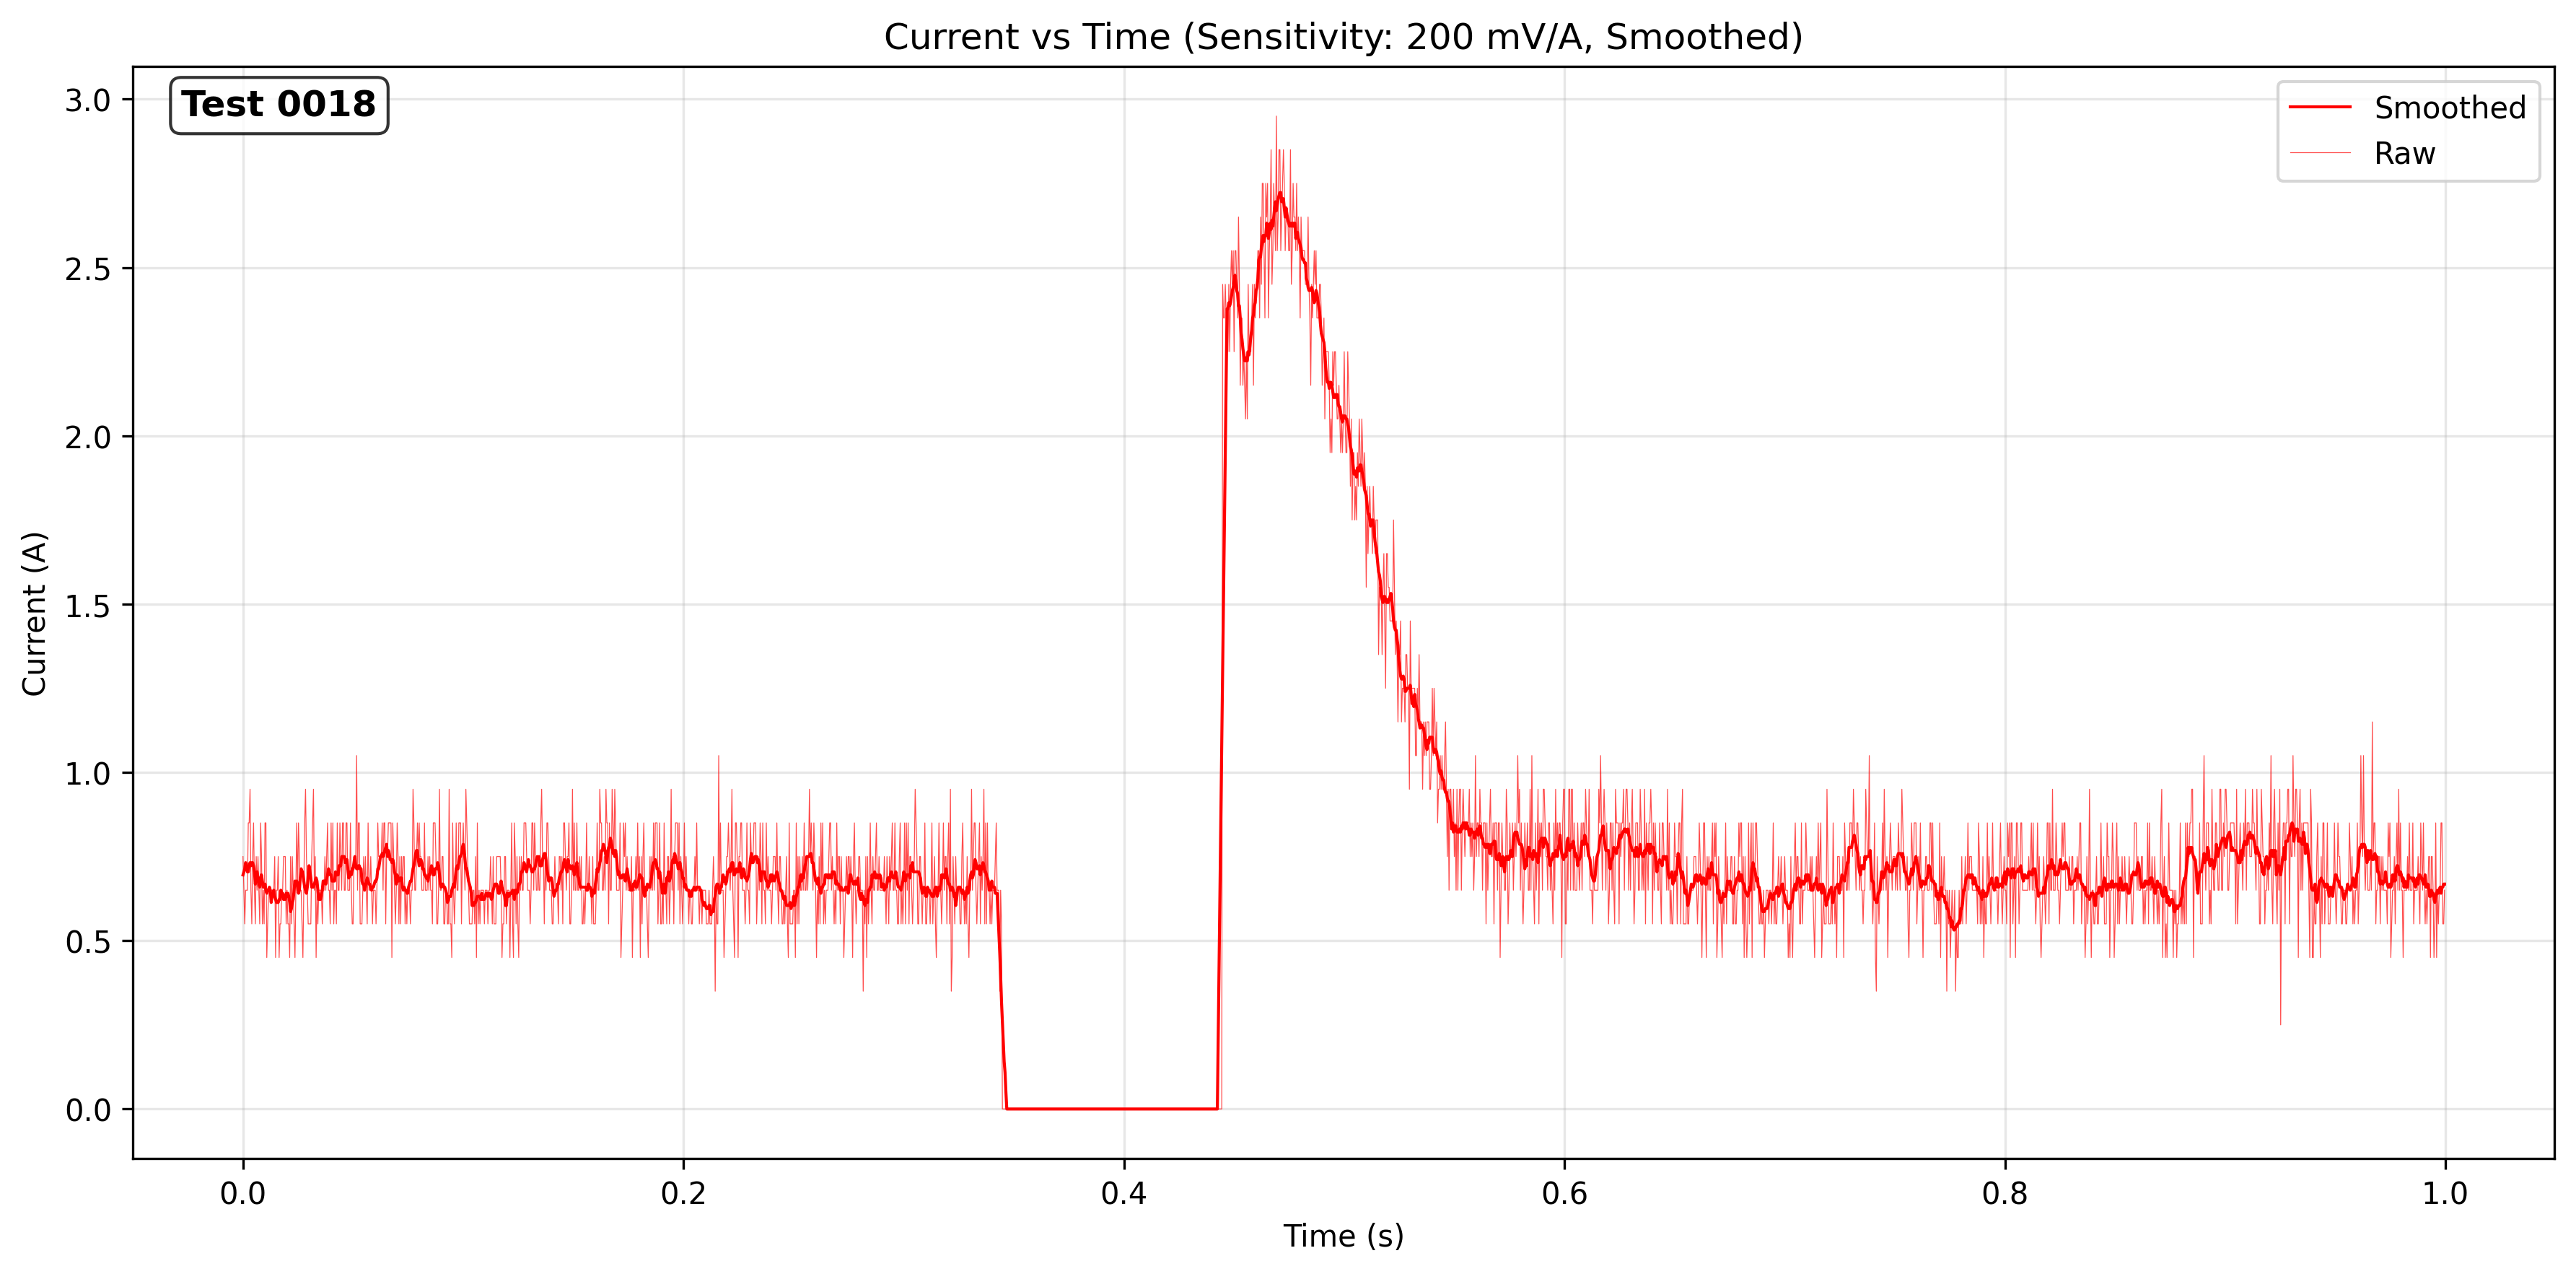 Current vs Time (Sensitivity: 200 mV/A, Smoothed)
Test 0018
Smoothed
Raw
3.0
2.5
2.0
1.5
1.0
0.5
0.0
Current (A)
0.0 0.2 0.4 0.6 0.8 1.0
Time (s)